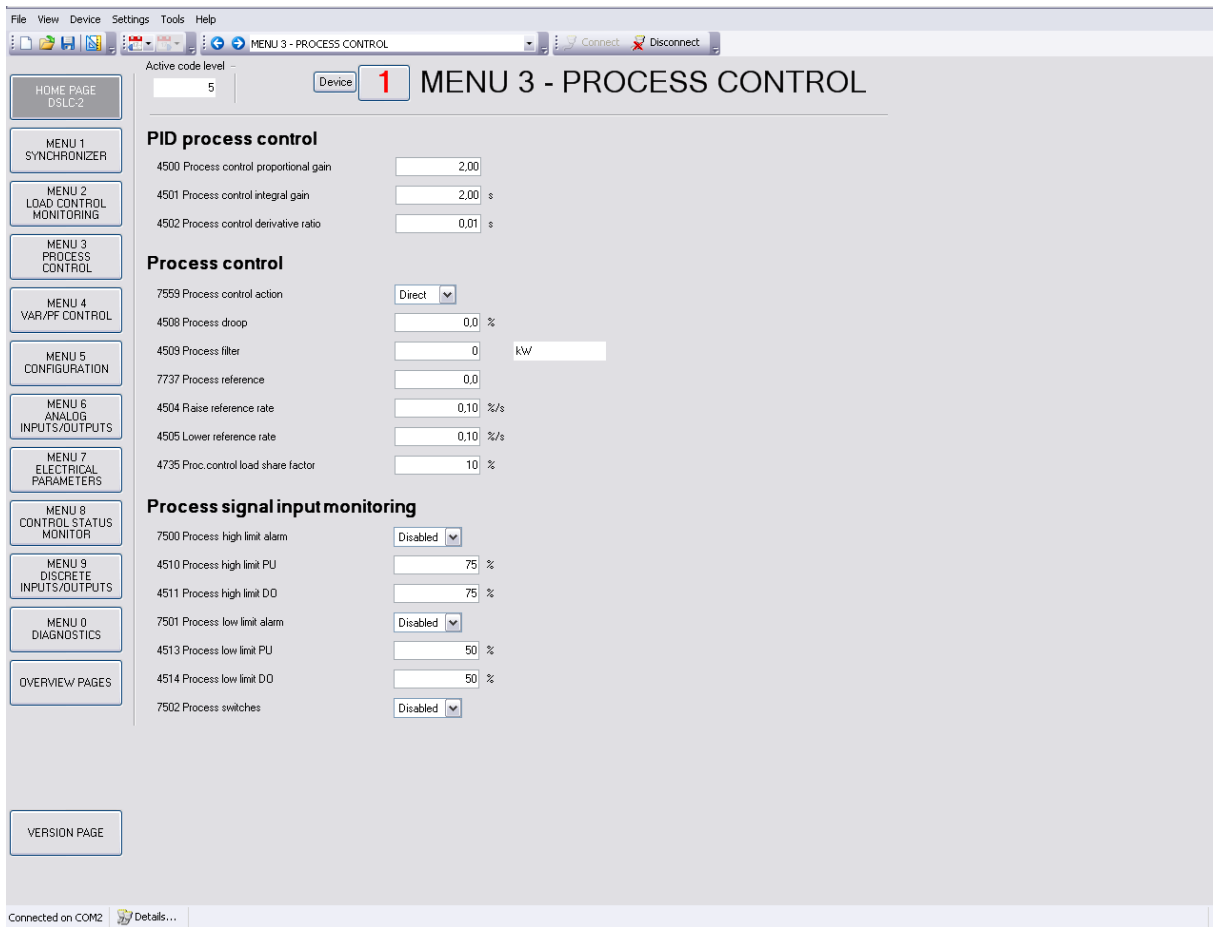 File View Device Settings Tools Help
MENU 3 - PROCESS CONTROL
Connect Disconnect
HOME PAGE
DSLC-2
MENU 1
SYNCHRONIZER
MENU 2
LOAD CONTROL
MONITORING
MENU 3
PROCESS
CONTROL
MENU 4
VAR/PF CONTROL
MENU 5
CONFIGURATION
MENU 6
ANALOG
INPUTS/OUTPUTS
MENU 7
ELECTRICAL
PARAMETERS
MENU 8
CONTROL STATUS
MONITOR
MENU 9
DISCRETE
INPUTS/OUTPUTS
MENU 0
DIAGNOSTICS
OVERVIEW PAGES
VERSION PAGE
Active code level
5
Device 1 MENU 3 - PROCESS CONTROL
PID process control
4500 Process control proportional gain 2,00
4501 Process control integral gain 2,00 s
4502 Process control derivative ratio 0,01 s
Process control
7559 Process control action Direct
4508 Process droop 0,0 %
4509 Process filter 0 kW
7737 Process reference 0,0
4504 Raise reference rate 0,10 %/s
4505 Lower reference rate 0,10 %/s
4735 Proc.control load share factor 10 %
Process signal input monitoring
7500 Process high limit alarm Disabled
4510 Process high limit PU 75 %
4511 Process high limit DO 75 %
7501 Process low limit alarm Disabled
4513 Process low limit PU 50 %
4514 Process low limit DO 50 %
7502 Process switches Disabled
Connected on COM2 Details...